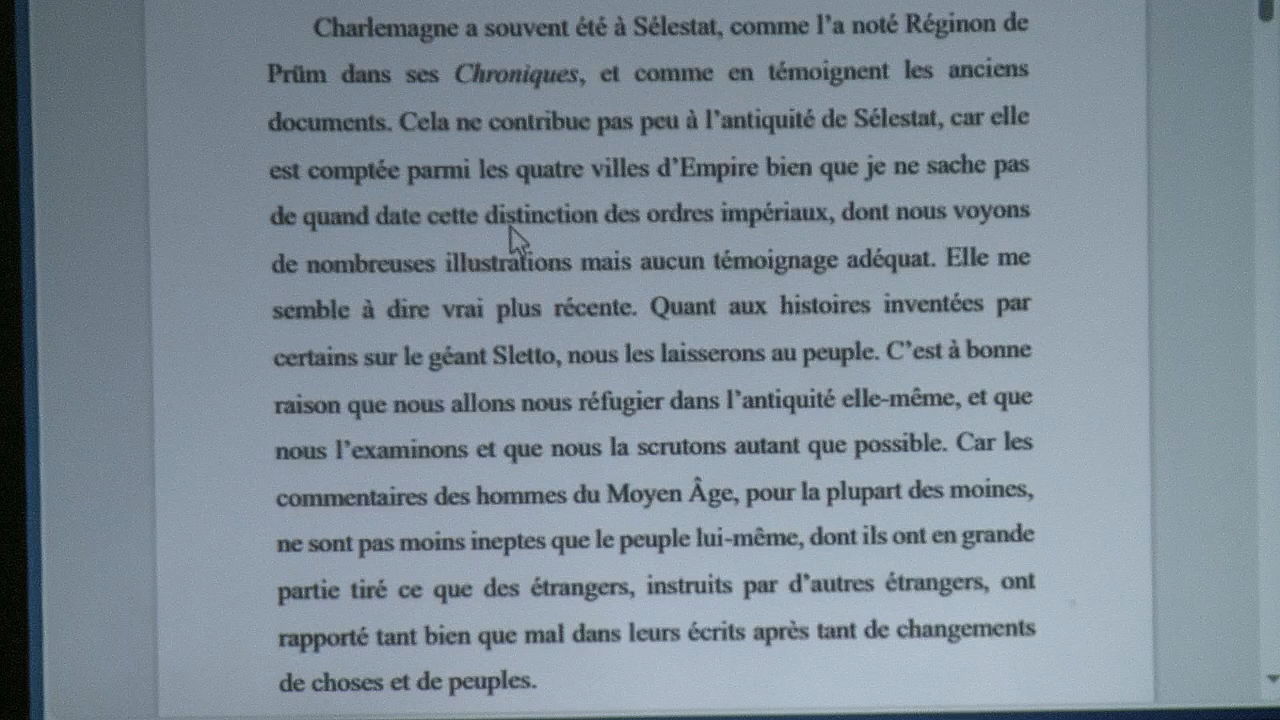 Charlemagne a souvent été à Sélestat, comme l’a noté Réginon de
Prüm dans ses Chroniques, et comme en témoignent les anciens
documents. Cela ne contribue pas peu à l’antiquité de Sélestat, car elle
est comptée parmi les quatre villes d’Empire bien que je ne sache pas
de quand date cette distinction des ordres impériaux, dont nous voyons
de nombreuses illustrations mais aucun témoignage adéquat. Elle me
semble à dire vrai plus récente. Quant aux histoires inventées par
certains sur le géant Sletto, nous les laisserons au peuple. C’est à bonne
raison que nous allons nous réfugier dans l’antiquité elle-même, et que
nous l’examinons et que nous la scrutons autant que possible. Car les
commentaires des hommes du Moyen Âge, pour la plupart des moines,
ne sont pas moins ineptes que le peuple lui-même, dont ils ont en grande
partie tiré ce que des étrangers, instruits par d’autres étrangers, ont
rapporté tant bien que mal dans leurs écrits après tant de changements
de choses et de peuples.